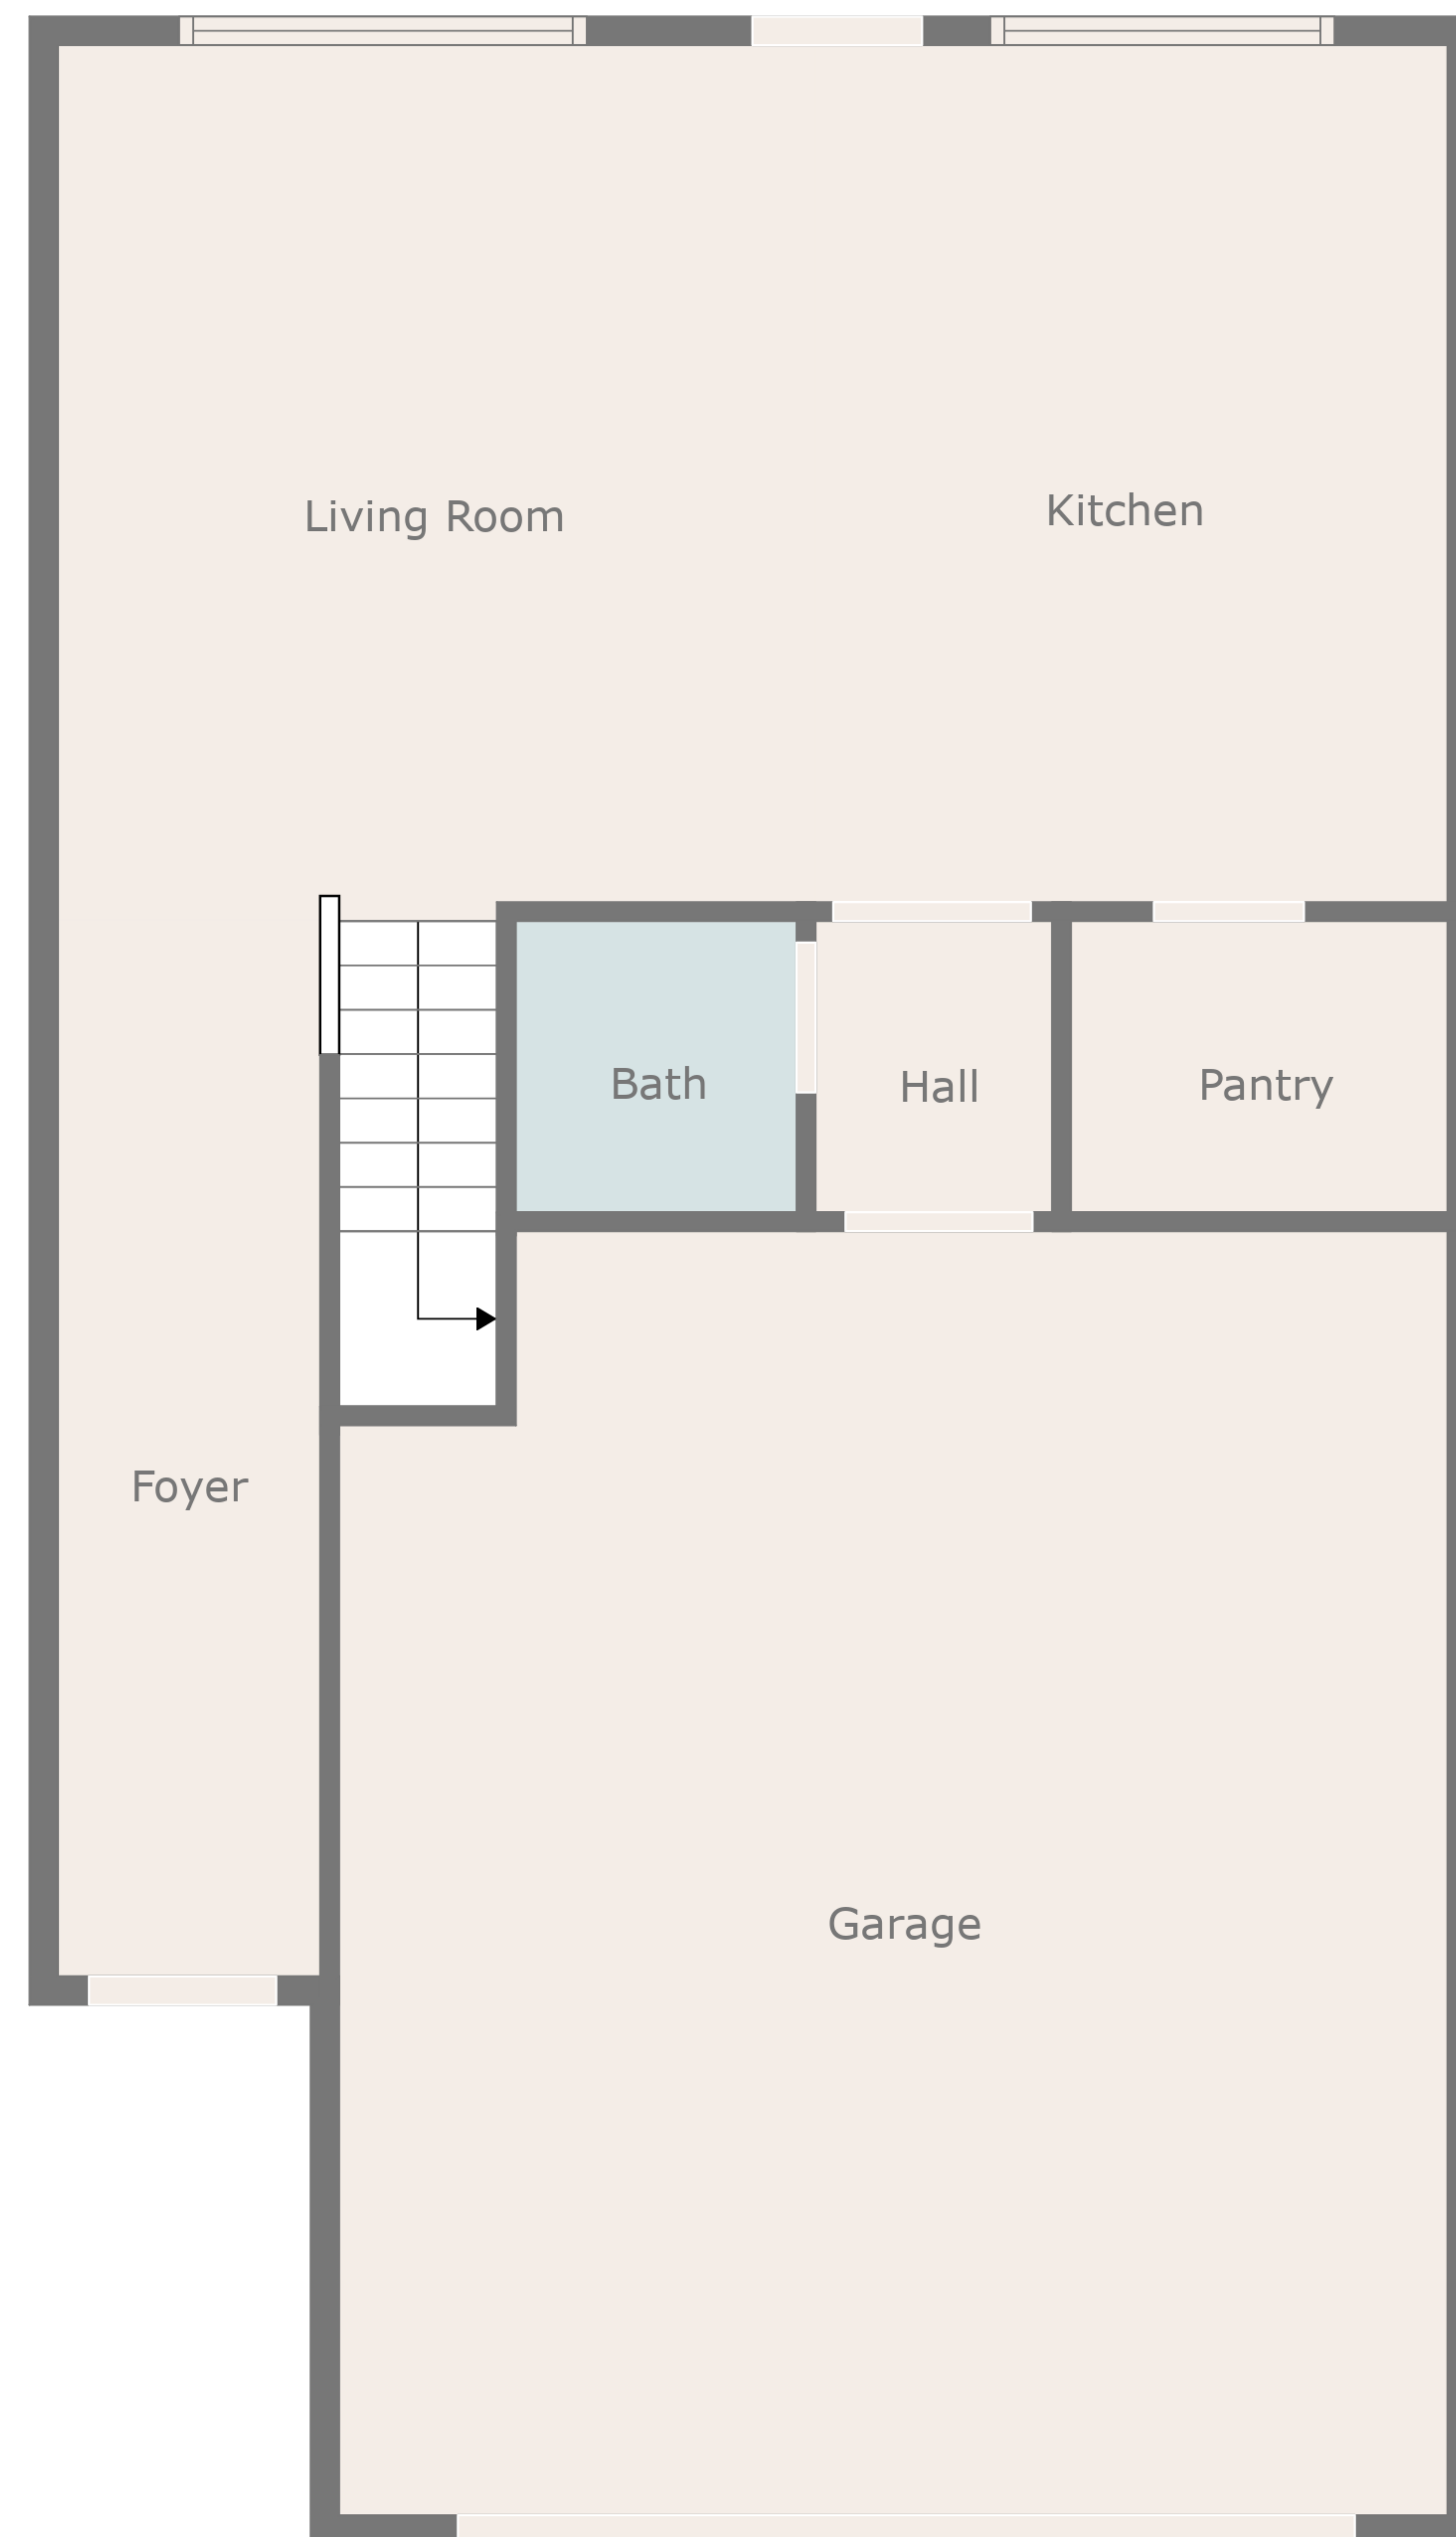 Living Room
Kitchen
Bath
Hall
Pantry
Foyer
Garage